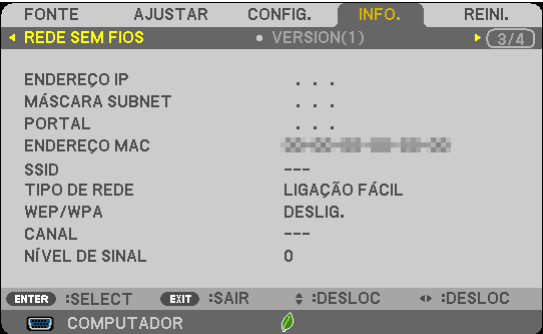 FONTE AJUSTAR CONFIG. INFO. REINI.
REDE SEM FIOS VERSION(1) 3/4
ENDEREÇO IP . . .
MÁSCARA SUBNET . . .
PORTAL . . .
ENDEREÇO MAC
SSID ---
TIPO DE REDE LIGAÇÃO FÁCIL
WEP/WPA DESLIG.
CANAL ---
NÍVEL DE SINAL 0
ENTER :SELECT EXIT :SAIR :DESLOC :DESLOC
COMPUTADOR